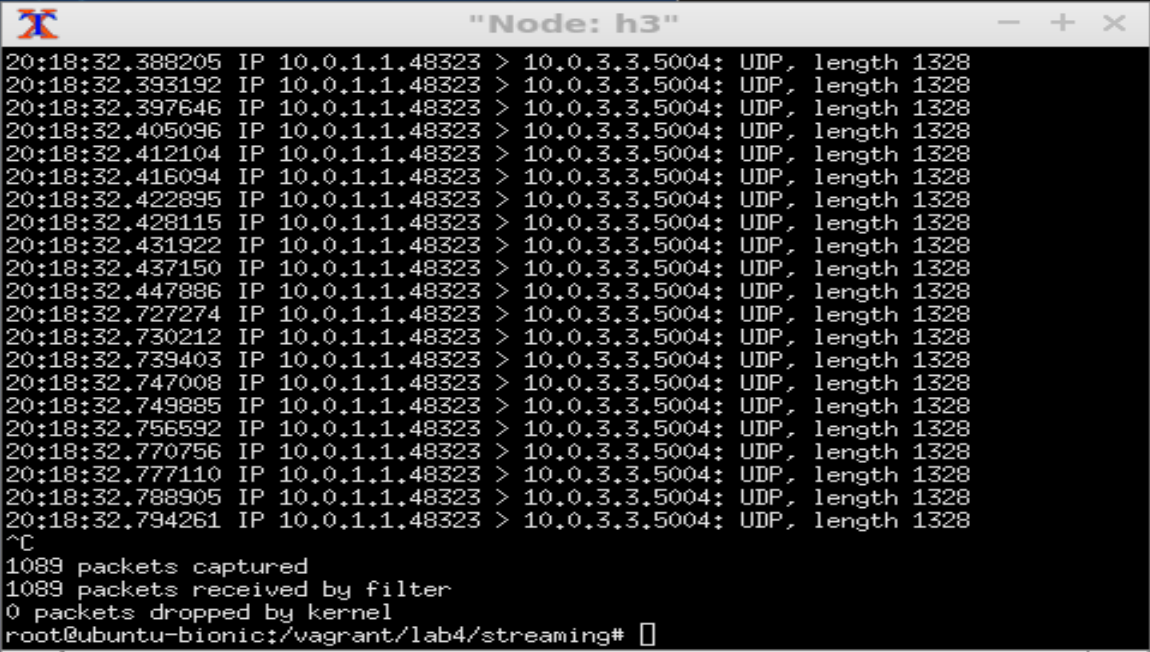 "Node: h3"
20:18:32.388205 IP 10.0.1.1.48323 > 10.0.3.3.5004: UDP, length 1328
20:18:32.393192 IP 10.0.1.1.48323 > 10.0.3.3.5004: UDP, length 1328
20:18:32.397646 IP 10.0.1.1.48323 > 10.0.3.3.5004: UDP, length 1328
20:18:32.405096 IP 10.0.1.1.48323 > 10.0.3.3.5004: UDP, length 1328
20:18:32.412104 IP 10.0.1.1.48323 > 10.0.3.3.5004: UDP, length 1328
20:18:32.416094 IP 10.0.1.1.48323 > 10.0.3.3.5004: UDP, length 1328
20:18:32.422895 IP 10.0.1.1.48323 > 10.0.3.3.5004: UDP, length 1328
20:18:32.428115 IP 10.0.1.1.48323 > 10.0.3.3.5004: UDP, length 1328
20:18:32.431922 IP 10.0.1.1.48323 > 10.0.3.3.5004: UDP, length 1328
20:18:32.437150 IP 10.0.1.1.48323 > 10.0.3.3.5004: UDP, length 1328
20:18:32.447886 IP 10.0.1.1.48323 > 10.0.3.3.5004: UDP, length 1328
20:18:32.727274 IP 10.0.1.1.48323 > 10.0.3.3.5004: UDP, length 1328
20:18:32.730212 IP 10.0.1.1.48323 > 10.0.3.3.5004: UDP, length 1328
20:18:32.739403 IP 10.0.1.1.48323 > 10.0.3.3.5004: UDP, length 1328
20:18:32.747008 IP 10.0.1.1.48323 > 10.0.3.3.5004: UDP, length 1328
20:18:32.749885 IP 10.0.1.1.48323 > 10.0.3.3.5004: UDP, length 1328
20:18:32.756592 IP 10.0.1.1.48323 > 10.0.3.3.5004: UDP, length 1328
20:18:32.770756 IP 10.0.1.1.48323 > 10.0.3.3.5004: UDP, length 1328
20:18:32.777110 IP 10.0.1.1.48323 > 10.0.3.3.5004: UDP, length 1328
20:18:32.788905 IP 10.0.1.1.48323 > 10.0.3.3.5004: UDP, length 1328
20:18:32.794261 IP 10.0.1.1.48323 > 10.0.3.3.5004: UDP, length 1328
^C
1089 packets captured
1089 packets received by filter
0 packets dropped by kernel
root@ubuntu-bionic:/vagrant/lab4/streaming#